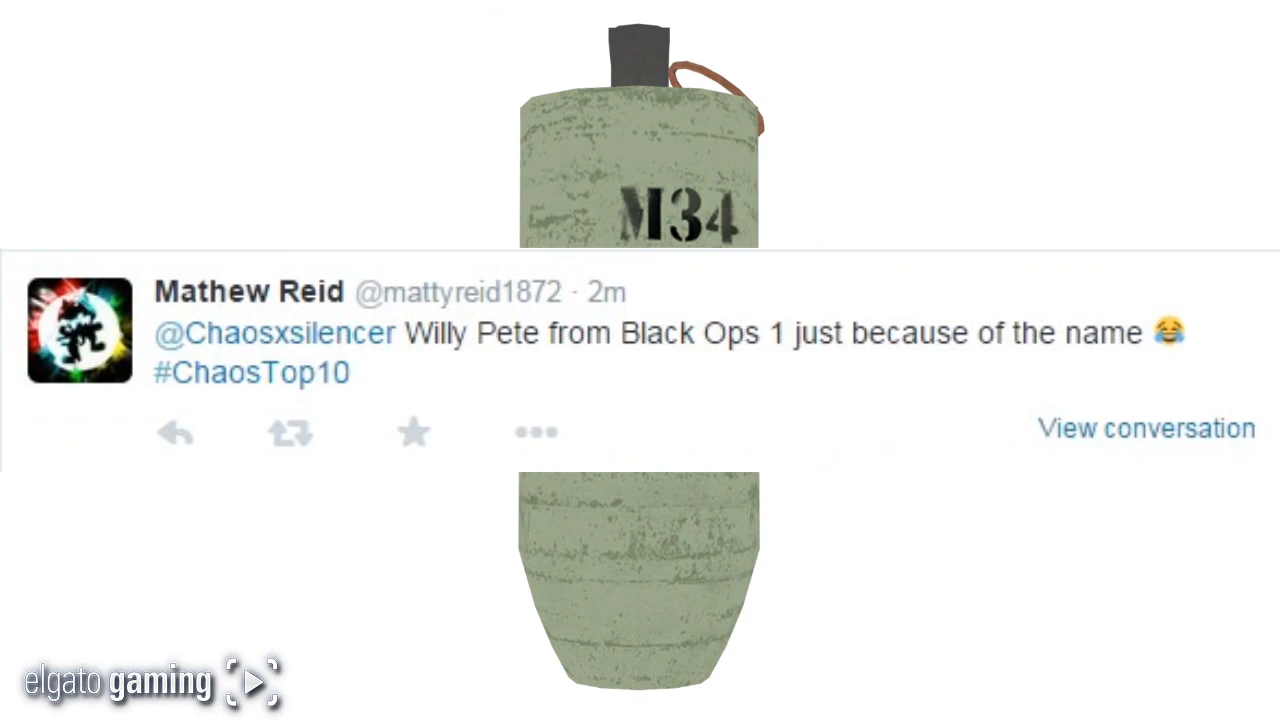 M34
Mathew Reid @mattyreid1872 · 2m
@Chaosxsilencer Willy Pete from Black Ops 1 just because of the name 😂
#ChaosTop10
View conversation
elgato gaming